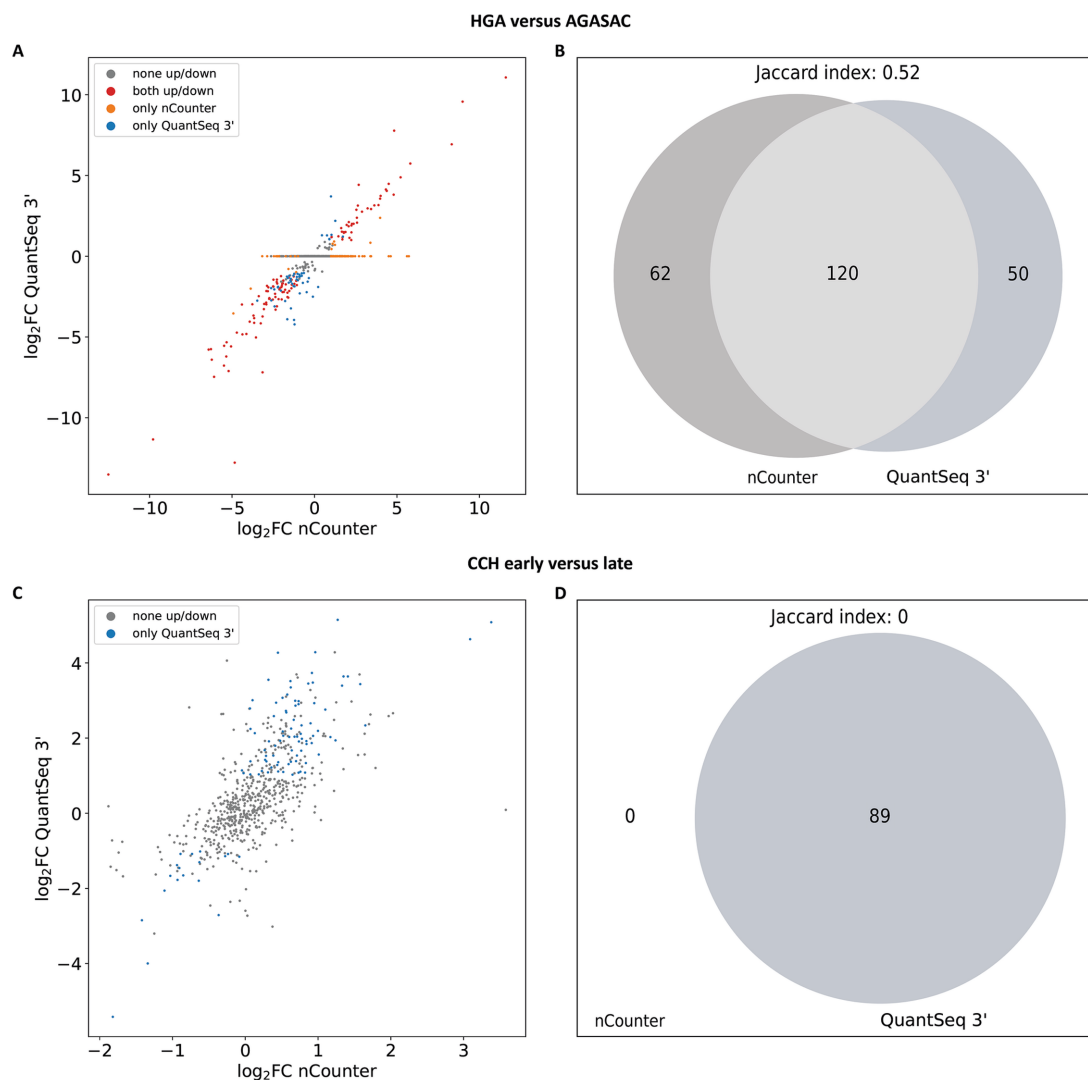 HGA versus AGASAC
A
none up/down
both up/down
only nCounter
only QuantSeq 3'
10
5
0
−5
−10
log₂FC QuantSeq 3'
−10
−5
0
5
10
log₂FC nCounter
B
Jaccard index: 0.52
62
120
50
nCounter
QuantSeq 3'
CCH early versus late
C
none up/down
only QuantSeq 3'
4
2
0
−2
−4
log₂FC QuantSeq 3'
−2
−1
0
1
2
3
log₂FC nCounter
D
Jaccard index: 0
0
89
nCounter
QuantSeq 3'